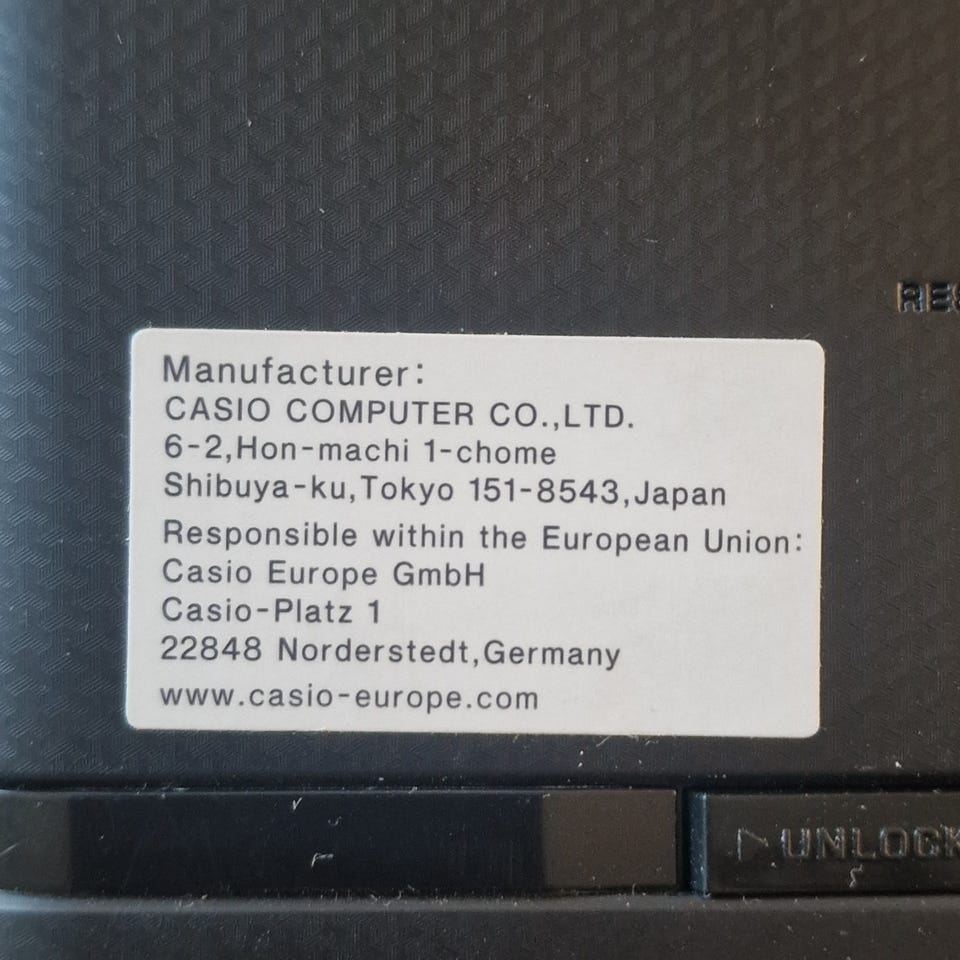 RES
Manufacturer:
CASIO COMPUTER CO.,LTD.
6-2,Hon-machi 1-chome
Shibuya-ku,Tokyo 151-8543,Japan
Responsible within the European Union:
Casio Europe GmbH
Casio-Platz 1
22848 Norderstedt,Germany
www.casio-europe.com
UNLOCK